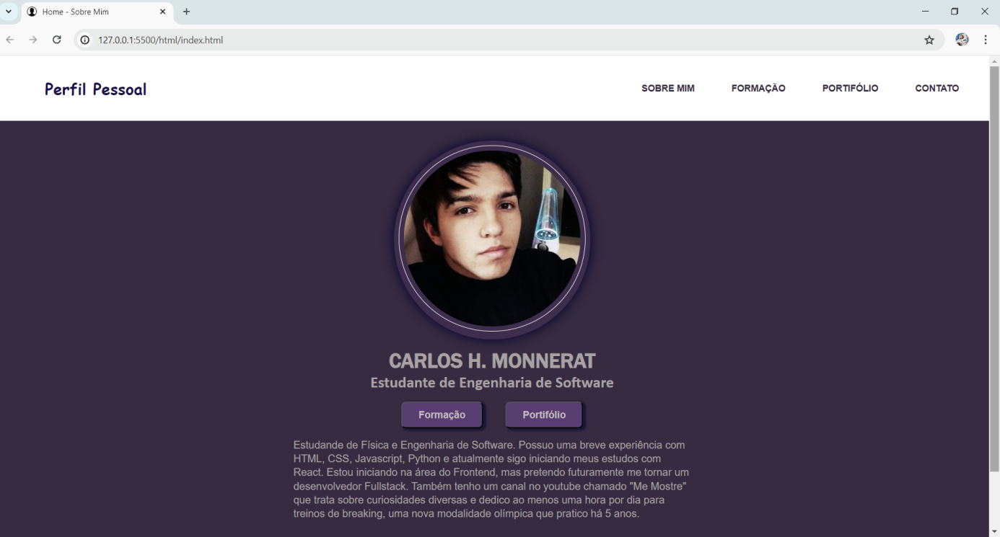 Home - Sobre Mim
127.0.0.1:5500/html/index.html
Perfil Pessoal
SOBRE MIM
FORMAÇÃO
PORTIFÓLIO
CONTATO
CARLOS H. MONNERAT
Estudante de Engenharia de Software
Formação
Portifólio
Estudande de Física e Engenharia de Software. Possuo uma breve experiência com
HTML, CSS, Javascript, Python e atualmente sigo iniciando meus estudos com
React. Estou iniciando na área do Frontend, mas pretendo futuramente me tornar um
desenvolvedor Fullstack. Também tenho um canal no youtube chamado "Me Mostre"
que trata sobre curiosidades diversas e dedico ao menos uma hora por dia para
treinos de breaking, uma nova modalidade olímpica que pratico há 5 anos.